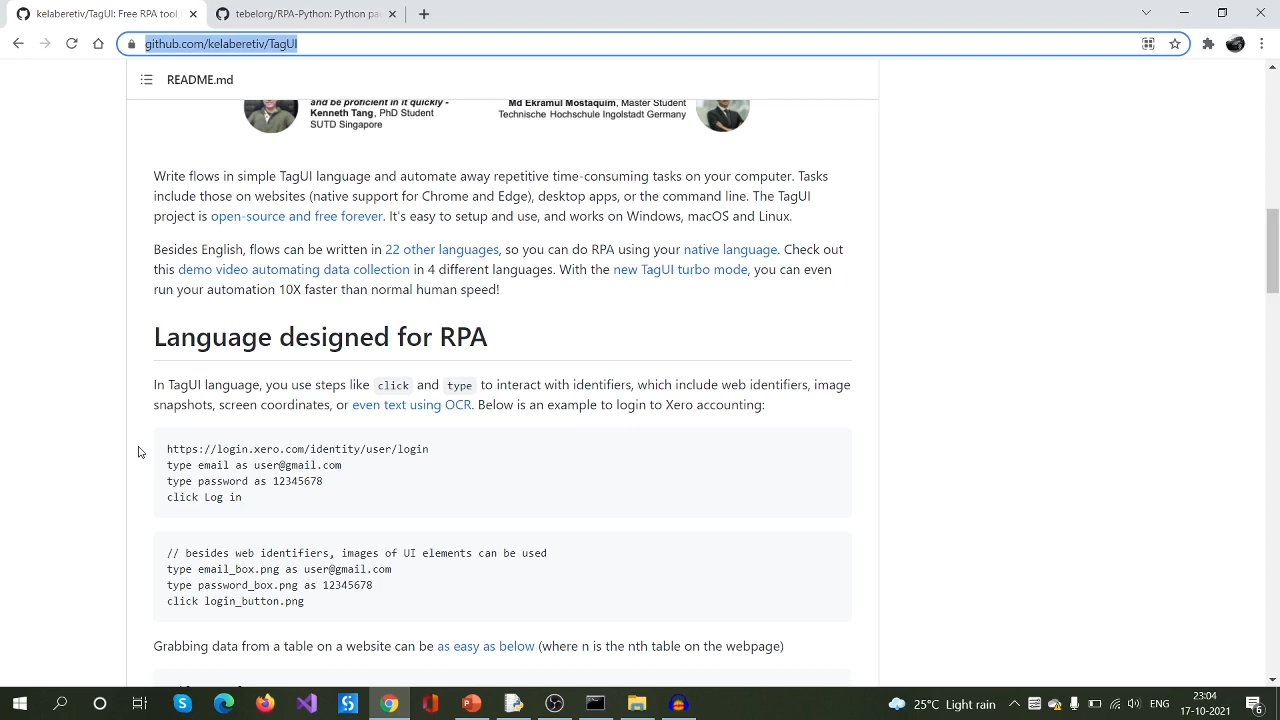 kelaberetiv/TagUI: Free RPA tool
tebelorg/RPA-Python: Python pac
github.com/kelaberetiv/TagUI
README.md
and be proficient in it quickly -
Kenneth Tang, PhD Student
SUTD Singapore
Md Ekramul Mostaquim, Master Student
Technische Hochschule Ingolstadt Germany
Write flows in simple TagUI language and automate away repetitive time-consuming tasks on your computer. Tasks
include those on websites (native support for Chrome and Edge), desktop apps, or the command line. The TagUI
project is open-source and free forever. It's easy to setup and use, and works on Windows, macOS and Linux.
Besides English, flows can be written in 22 other languages, so you can do RPA using your native language. Check out
this demo video automating data collection in 4 different languages. With the new TagUI turbo mode, you can even
run your automation 10X faster than normal human speed!
Language designed for RPA
In TagUI language, you use steps like click and type to interact with identifiers, which include web identifiers, image
snapshots, screen coordinates, or even text using OCR. Below is an example to login to Xero accounting:
https://login.xero.com/identity/user/login
type email as user@gmail.com
type password as 12345678
click Log in
// besides web identifiers, images of UI elements can be used
type email_box.png as user@gmail.com
type password_box.png as 12345678
click login_button.png
Grabbing data from a table on a website can be as easy as below (where n is the nth table on the webpage)
25°C Light rain
ENG
23:04
17-10-2021
6